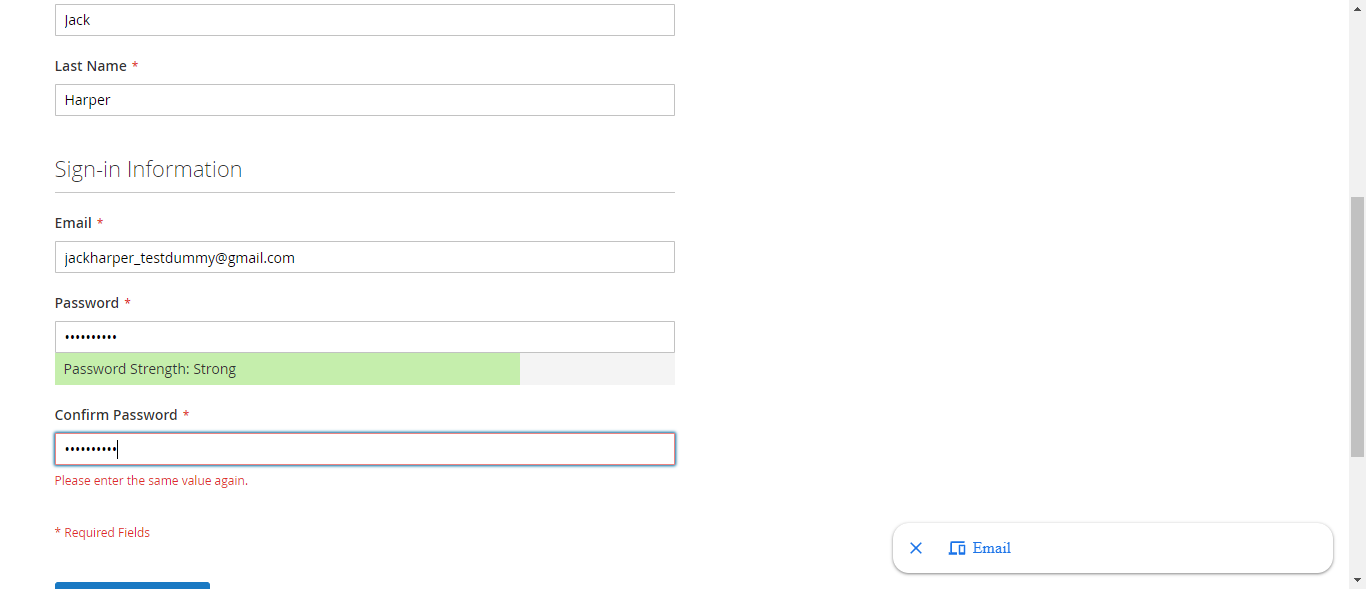 Jack
Last Name *
Harper
Sign-in Information
Email *
jackharper_testdummy@gmail.com
Password *
••••••••••
Password Strength: Strong
Confirm Password *
••••••••••
Please enter the same value again.
* Required Fields
Email